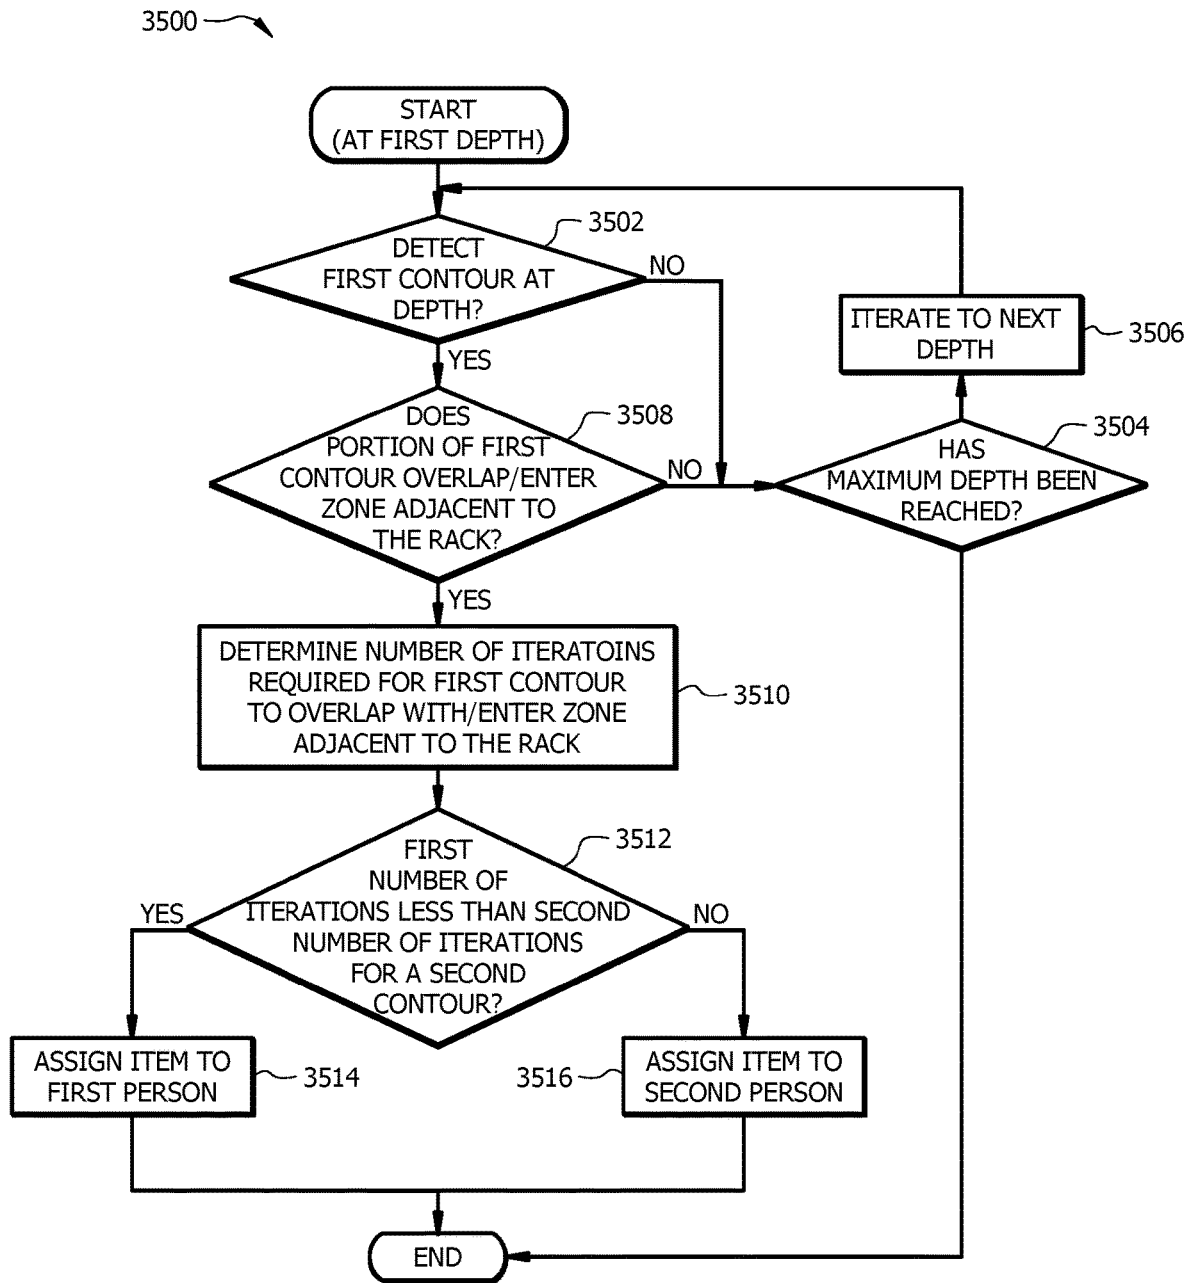 3500
START
(AT FIRST DEPTH)
3502
DETECT
FIRST CONTOUR AT
DEPTH?
NO
YES
ITERATE TO NEXT
DEPTH
3506
DOES
PORTION OF FIRST
CONTOUR OVERLAP/ENTER
ZONE ADJACENT TO
THE RACK?
3508
NO
YES
HAS
MAXIMUM DEPTH BEEN
REACHED?
3504
DETERMINE NUMBER OF ITERATOINS
REQUIRED FOR FIRST CONTOUR
TO OVERLAP WITH/ENTER ZONE
ADJACENT TO THE RACK
3510
FIRST
NUMBER OF
ITERATIONS LESS THAN SECOND
NUMBER OF ITERATIONS
FOR A SECOND
CONTOUR?
3512
YES
NO
ASSIGN ITEM TO
FIRST PERSON
3514
3516
ASSIGN ITEM TO
SECOND PERSON
END